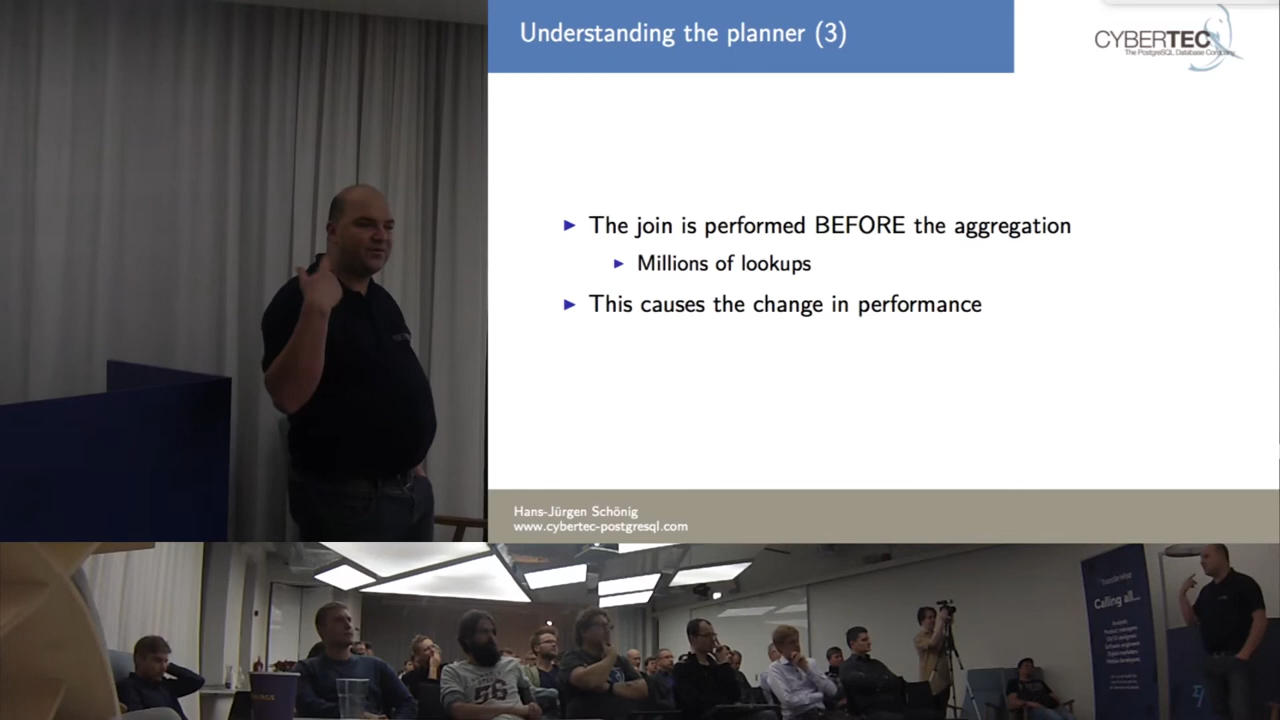 Understanding the planner (3)
CYBERTEC
The PostgreSQL Database Company
The join is performed BEFORE the aggregation
Millions of lookups
This causes the change in performance
Hans-Jürgen Schönig
www.cybertec-postgresql.com
56
Calling all...